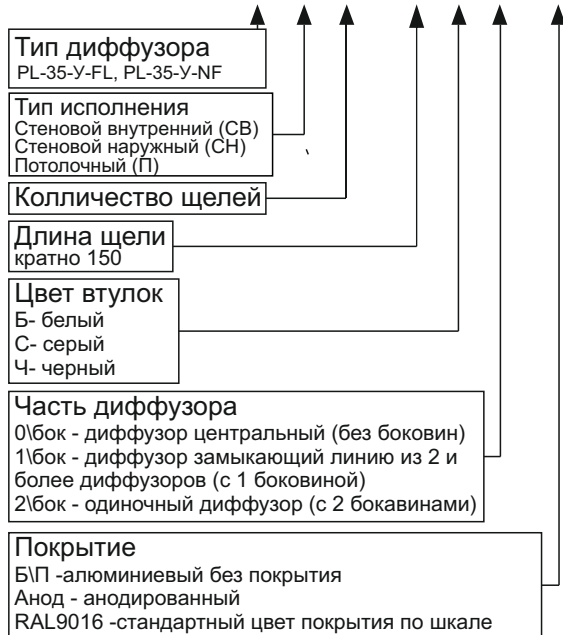 Тип диффузора
PL-35-У-FL, PL-35-У-NF
Тип исполнения
Стеновой внутренний (СВ)
Стеновой наружный (СН)
Потолочный (П)
Колличество щелей
Длина щели
кратно 150
Цвет втулок
Б- белый
С- серый
Ч- черный
Часть диффузора
0\бок - диффузор центральный (без боковин)
1\бок - диффузор замыкающий линию из 2 и
более диффузоров (с 1 боковиной)
2\бок - одиночный диффузор (с 2 бокавинами)
Покрытие
Б\П -алюминиевый без покрытия
Анод - анодированный
RAL9016 -стандартный цвет покрытия по шкале